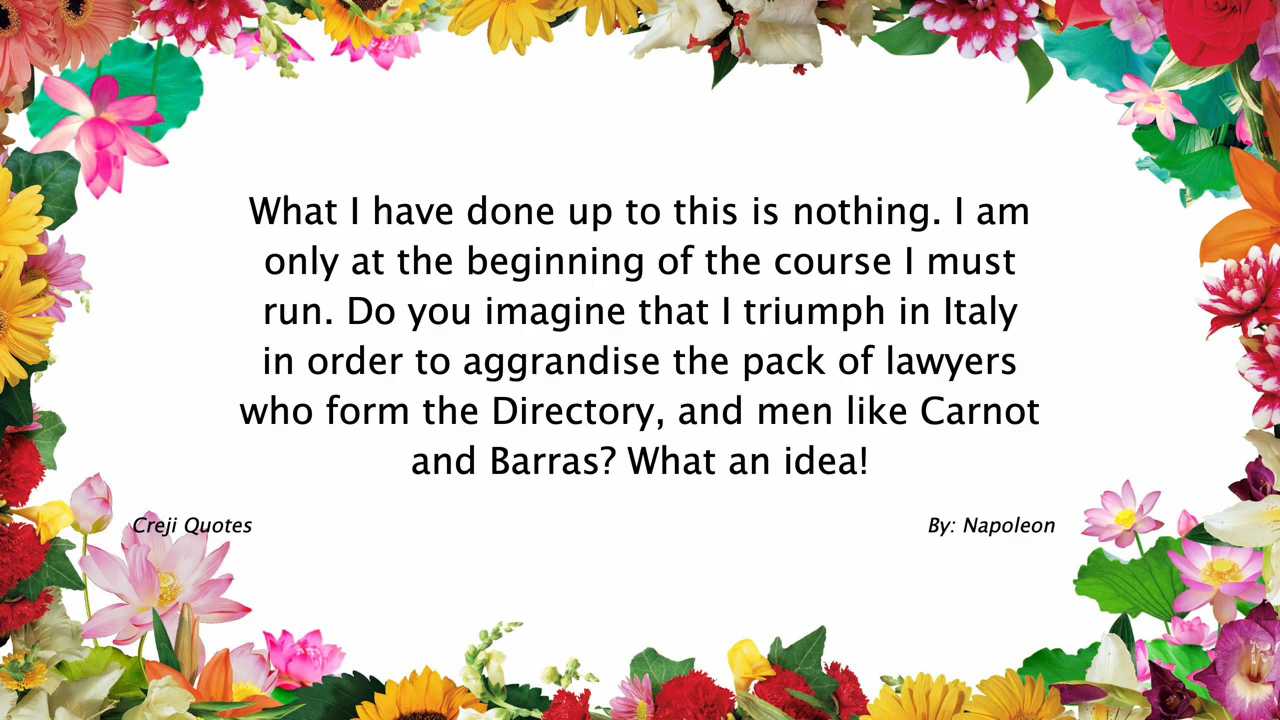 What I have done up to this is nothing. I am
only at the beginning of the course I must
run. Do you imagine that I triumph in Italy
in order to aggrandise the pack of lawyers
who form the Directory, and men like Carnot
and Barras? What an idea!
Creji Quotes
By: Napoleon